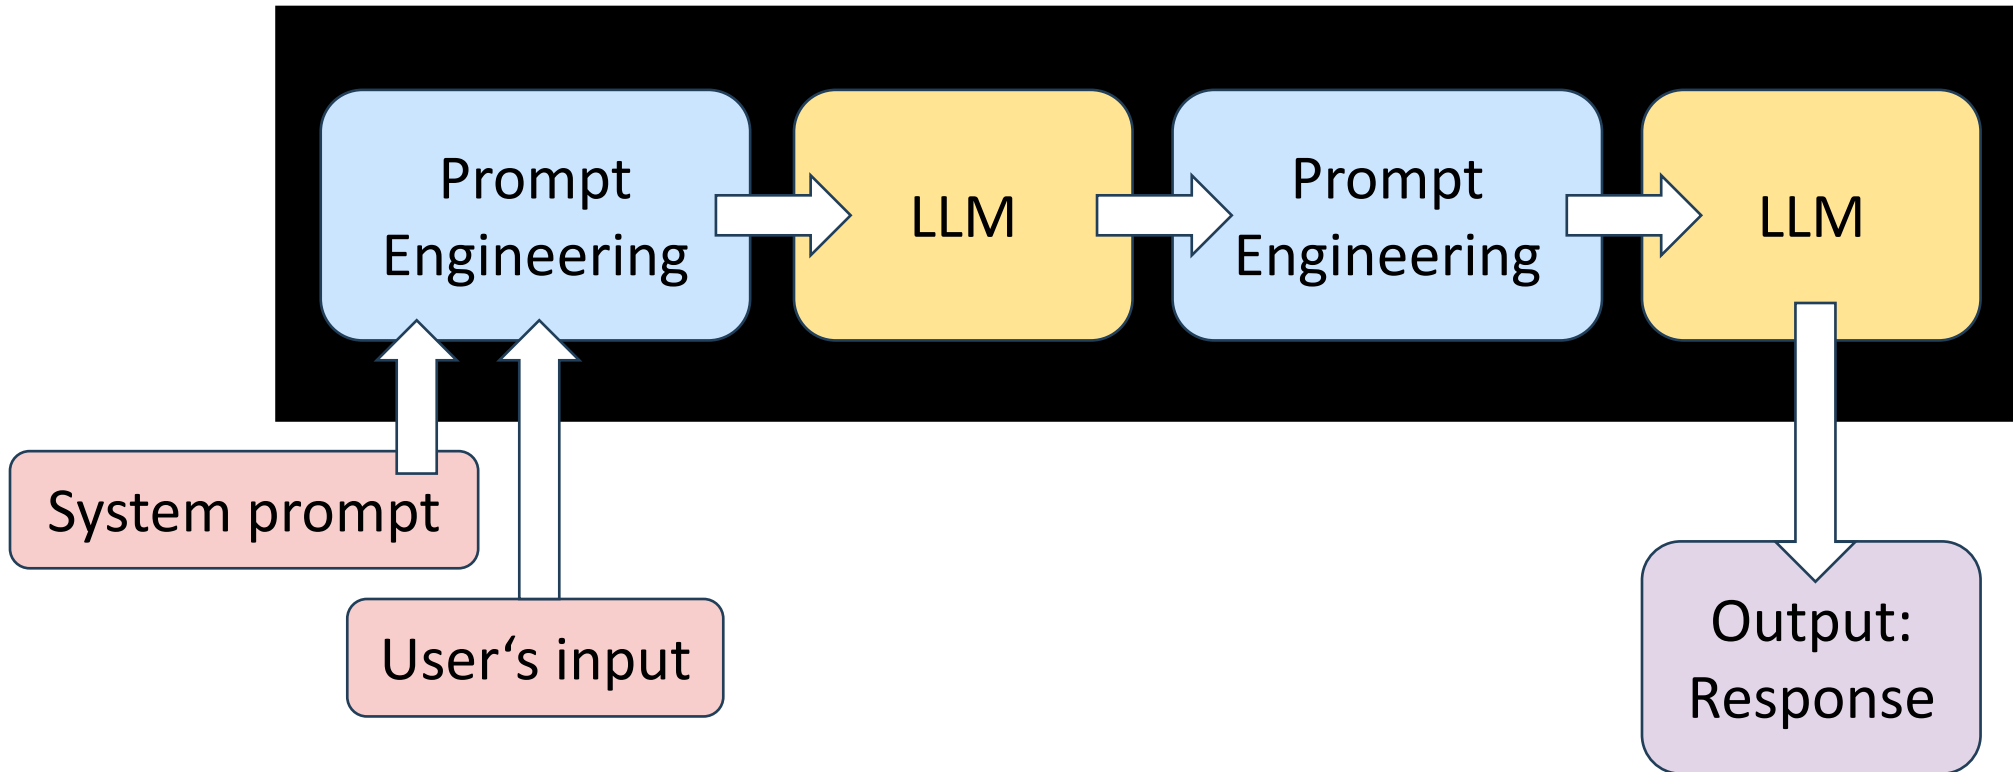 Prompt
Engineering
LLM
Prompt
Engineering
LLM
System prompt
User‘s input
Output:
Response